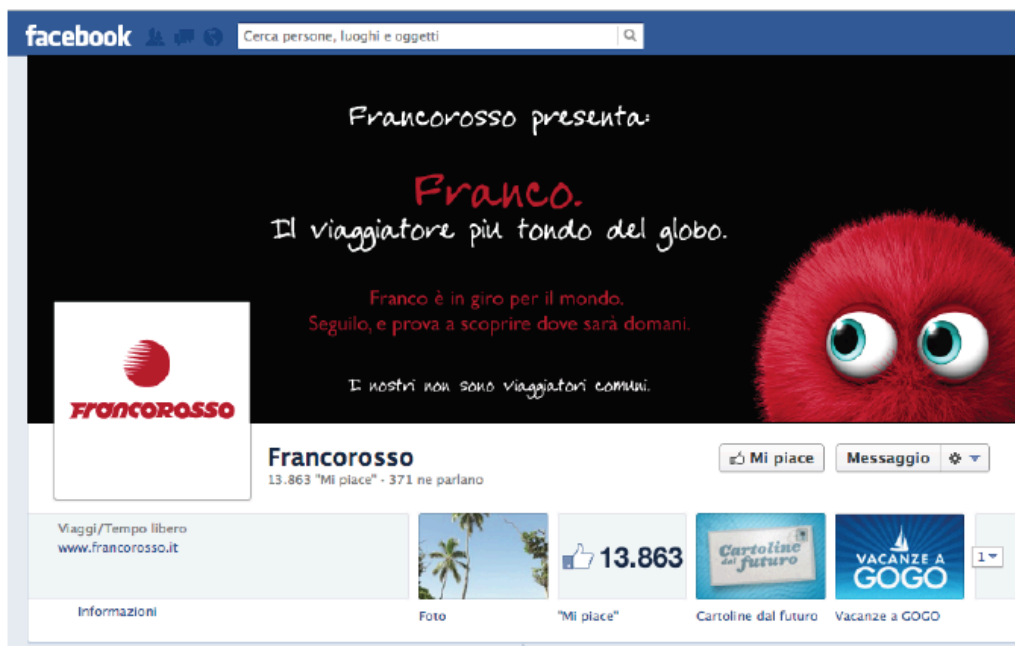 facebook
Cerca persone, luoghi e oggetti
Francorosso presenta:
Franco.
Il viaggiatore più tondo del globo.
Franco è in giro per il mondo.
Seguilo, e prova a scoprire dove sarà domani.
I nostri non sono viaggiatori comuni.
FRANCOROSSO
Francorosso
13.863 "Mi piace" - 371 ne parlano
Mi piace
Messaggio
Viaggi/Tempo libero
www.francorosso.it
13.863
Cartoline
dal futuro
VACANZE A
GOGO
1
Informazioni
Foto
"Mi piace"
Cartoline dal futuro
Vacanze a GOGO